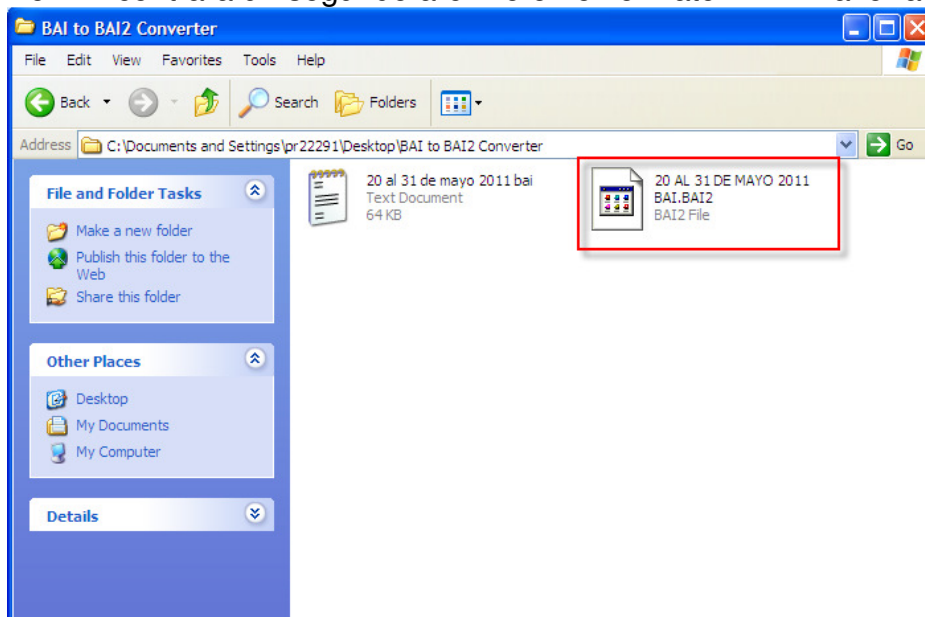 BAI to BAI2 Converter
File Edit View Favorites Tools Help
Back Search Folders
Address C:\Documents and Settings\pr22291\Desktop\BAI to BAI2 Converter Go
File and Folder Tasks
Make a new folder
Publish this folder to the
Web
Share this folder
Other Places
Desktop
My Documents
My Computer
Details
20 al 31 de mayo 2011 bai
Text Document
64 KB
20 AL 31 DE MAYO 2011
BAI.BAI2
BAI2 File